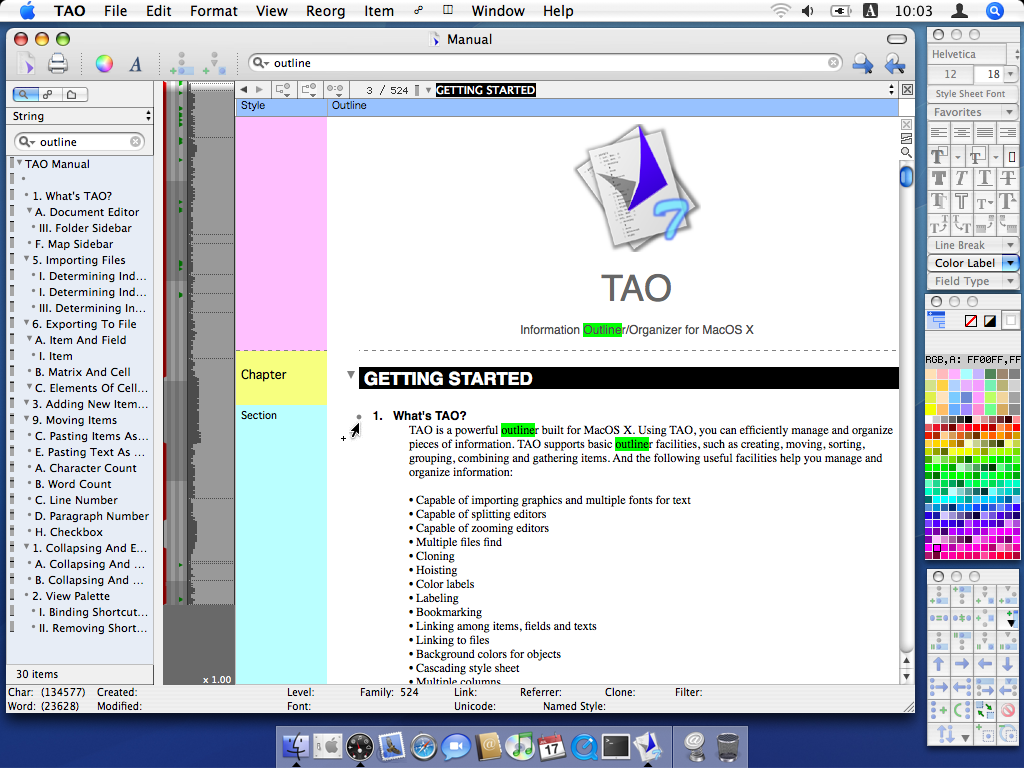 TAO File Edit Format View Reorg Item Window Help A 10:03
Manual
outline
String
outline
TAO Manual
1. What's TAO?
A. Document Editor
III. Folder Sidebar
F. Map Sidebar
5. Importing Files
I. Determining Ind...
I. Determining Ind...
III. Determining In...
6. Exporting To File
A. Item And Field
I. Item
B. Matrix And Cell
C. Elements Of Cell...
3. Adding New Item...
9. Moving Items
C. Pasting Items As...
E. Pasting Text As ...
A. Character Count
B. Word Count
C. Line Number
D. Paragraph Number
H. Checkbox
1. Collapsing And E...
A. Collapsing And ...
B. Collapsing And ...
2. View Palette
I. Binding Shortcut...
II. Removing Short...
30 items
x 1.00
3 / 524 GETTING STARTED
Style Outline
7
TAO
Information Outliner/Organizer for MacOS X
Chapter GETTING STARTED
Section 1. What's TAO?
TAO is a powerful outliner built for MacOS X. Using TAO, you can efficiently manage and organize
pieces of information. TAO supports basic outliner facilities, such as creating, moving, sorting,
grouping, combining and gathering items. And the following useful facilities help you manage and
organize information:
• Capable of importing graphics and multiple fonts for text
• Capable of splitting editors
• Capable of zooming editors
• Multiple files find
• Cloning
• Hoisting
• Color labels
• Labeling
• Bookmarking
• Linking among items, fields and texts
• Linking to files
• Background colors for objects
• Cascading style sheet
• Multiple columns
Char: (134577) Created: Level: Family: 524 Link: Referrer: Clone: Filter:
Word: (23628) Modified: Font: Unicode: Named Style:
Helvetica
12 18
Style Sheet Font
Favorites
Line Break
Color Label
Field Type
RGB,A: FF00FF,FF
17